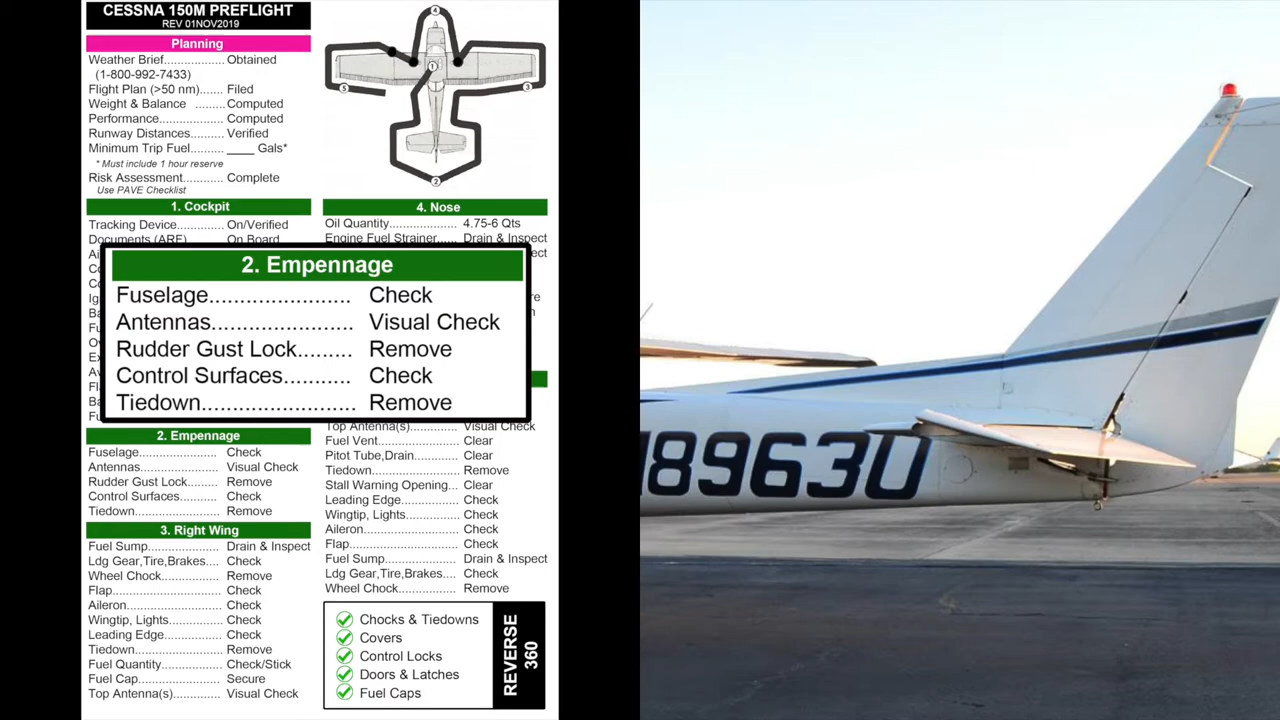 CESSNA 150M PREFLIGHT
REV 01NOV2019
Planning
Weather Brief.................. Obtained
(1-800-992-7433)
Flight Plan (>50 nm)...... Filed
Weight & Balance ......... Computed
Performance.................. Computed
Runway Distances......... Verified
Minimum Trip Fuel......... ____ Gals*
* Must include 1 hour reserve
Risk Assessment............ Complete
Use PAVE Checklist
1. Cockpit
Tracking Device.............. On/Verified
Documents (ARF) On Board
2. Empennage
Fuselage....................... Check
Antennas....................... Visual Check
Rudder Gust Lock......... Remove
Control Surfaces........... Check
Tiedown......................... Remove
2. Empennage
Fuselage....................... Check
Antennas...................... Visual Check
Rudder Gust Lock......... Remove
Control Surfaces........... Check
Tiedown........................ Remove
3. Right Wing
Fuel Sump..................... Drain & Inspect
Ldg Gear,Tire,Brakes.... Check
Wheel Chock................. Remove
Flap............................... Check
Aileron........................... Check
Wingtip, Lights............... Check
Leading Edge................ Check
Tiedown........................ Remove
Fuel Quantity................. Check/Stick
Fuel Cap....................... Secure
Top Antenna(s).............. Visual Check
1
2
3
4
5
4. Nose
Oil Quantity.................... 4.75-6 Qts
Engine Fuel Strainer...... Drain & Inspect
Top Antenna(s).............. Visual Check
Fuel Vent....................... Clear
Pitot Tube,Drain............. Clear
Tiedown........................ Remove
Stall Warning Opening... Clear
Leading Edge................ Check
Wingtip, Lights............... Check
Aileron........................... Check
Flap............................... Check
Fuel Sump..................... Drain & Inspect
Ldg Gear,Tire,Brakes.... Check
Wheel Chock................. Remove
Chocks & Tiedowns
Covers
Control Locks
Doors & Latches
Fuel Caps
REVERSE
360
89630